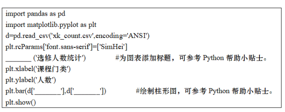 import pandas as pd
import matplotlib.pyplot as plt
d=pd.read_csv('xk_count.csv',encoding='ANSI')
plt.rcParams['font.sans-serif']=['SimHei']
_______ ('选修人数统计') #为图表添加标题，可参考 Python 帮助小贴士。
plt.xlabel('课程门类')
plt.ylabel('人数')
plt.bar(d['_______'],d['_______']) #绘制柱形图，可参考 Python 帮助小贴士。
plt.show()